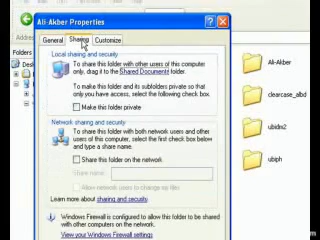 Ali-Akber Properties
General
Sharing
Customize
Local sharing and security
To share this folder with other users of this computer
only, drag it to the Shared Documents folder.
To make this folder and its subfolders private so that
only you have access, select the following check box.
Make this folder private
Network sharing and security
To share this folder with both network users and other
users of this computer, select the first check box below
and type a share name.
Share this folder on the network
Share name:
Allow network users to change my files
Learn more about sharing and security.
Windows Firewall is configured to allow this folder to be shared
with other computers on the network.
View your Windows Firewall settings
Address
Folders
Ali-Akber
clearcase_albd
ubidm2
ubiph